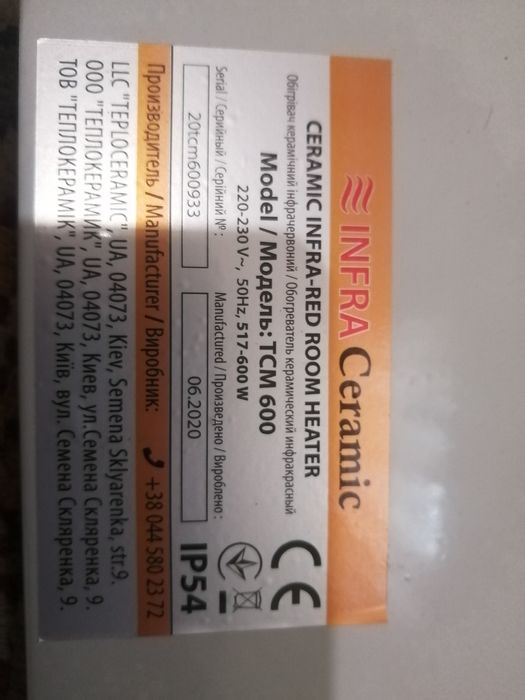 INFRA Ceramic
CERAMIC INFRA-RED ROOM HEATER
Обігрівач керамічний інфрачервоний / Обогреватель керамический инфракрасный
Model / Модель: TCM 600
220-230 V~, 50Hz, 517-600 W
CE
Serial / Серийный / Серійний №:
20tcm600933
Manufactured / Произведено / Вироблено:
06.2020
IP54
Производитель / Manufacturer / Виробник:
+38 044 580 23 72
LLC "TEPLOCERAMIC", UA, 04073, Kiev, Semena Sklyarenka, str.9.
ООО "ТЕПЛОКЕРАМИК", UA, 04073, Киев, ул.Семена Скляренка, 9.
ТОВ "ТЕПЛОКЕРАМІК", UA, 04073, Київ, вул. Семена Скляренка, 9.